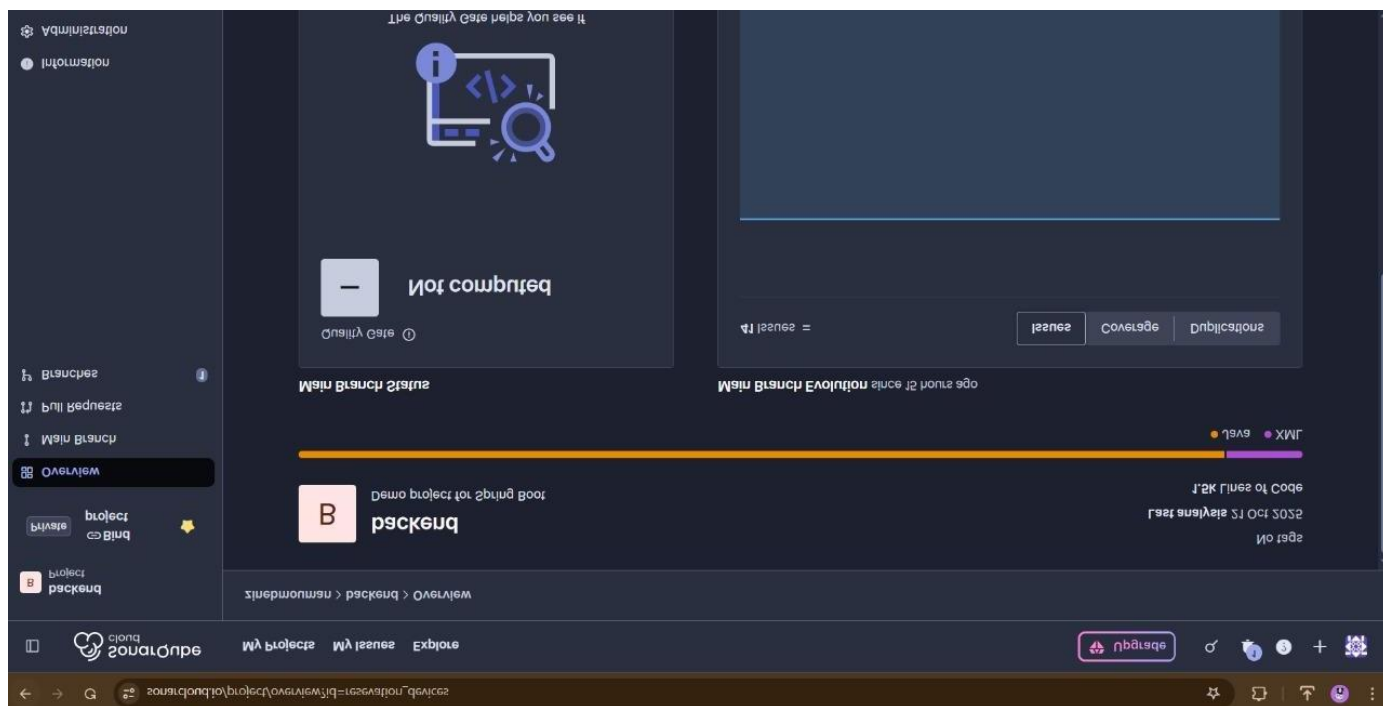 sonarcloud.io/project/overview?id=resevation_devices
sonarqube
cloud
My Projects
My Issues
Explore
Upgrade
1
zinebmouman > backend > Overview
B
backend
Project
Private
Bind
project
Overview
Main Branch
Pull Requests
Branches
1
Information
Administration
B
backend
Demo project for Spring Boot
No tags
Last analysis 21 Oct 2025
1.5k Lines of Code
Java
XML
Main Branch Status
Quality Gate
Not computed
The Quality Gate helps you see if
Main Branch Evolution since 15 hours ago
41 Issues =
Issues
Coverage
Duplications